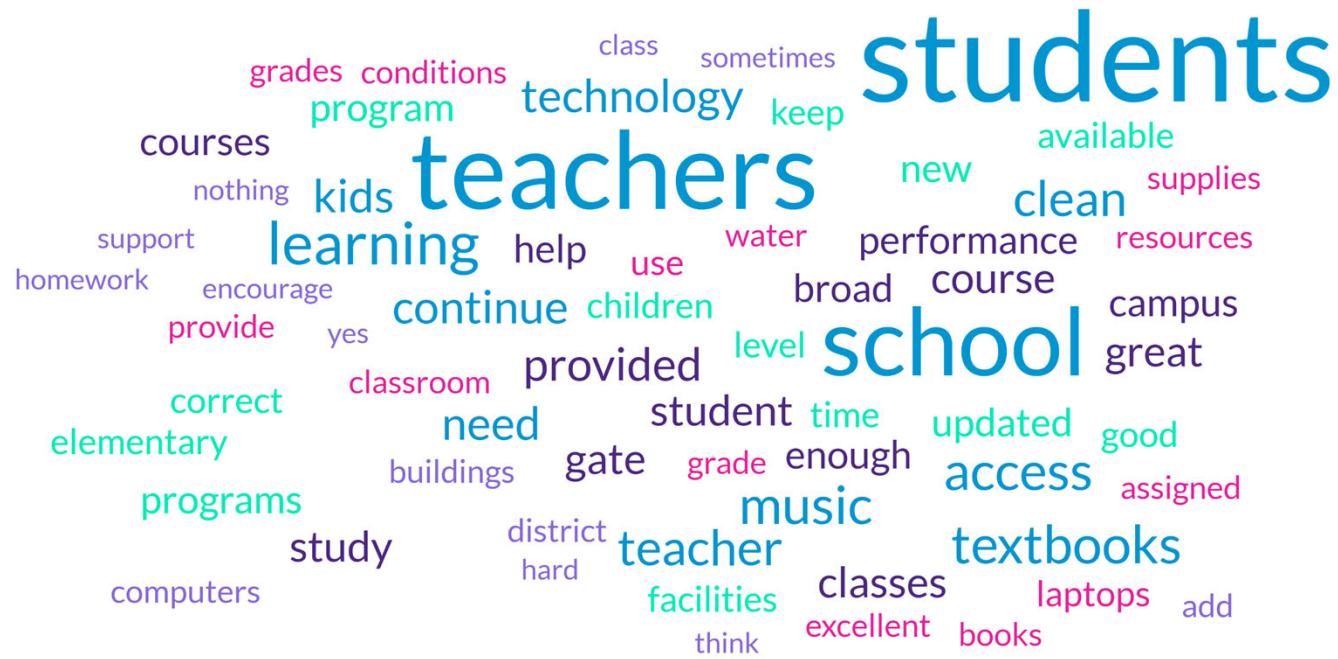 students
class
sometimes
grades
conditions
technology
program
keep
available
courses
teachers
new
supplies
nothing
kids
clean
support
learning
help
water
performance
resources
use
homework
encourage
broad
course
continue
children
campus
provide
yes
level
school
great
provided
classroom
correct
student
time
updated
good
elementary
need
buildings
gate
grade
enough
access
assigned
programs
music
district
study
teacher
textbooks
hard
computers
facilities
classes
laptops
add
excellent
books
think